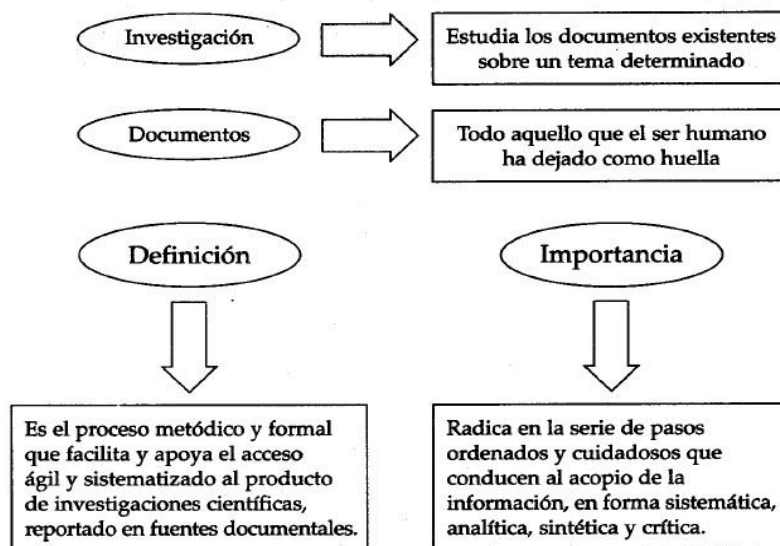 Investigación
Estudia los documentos existentes
sobre un tema determinado
Documentos
Todo aquello que el ser humano
ha dejado como huella
Definición
Importancia
Es el proceso metódico y formal
que facilita y apoya el acceso
ágil y sistematizado al producto
de investigaciones científicas,
reportado en fuentes documentales.
Radica en la serie de pasos
ordenados y cuidadosos que
conducen al acopio de la
información, en forma sistemática,
analítica, sintética y crítica.